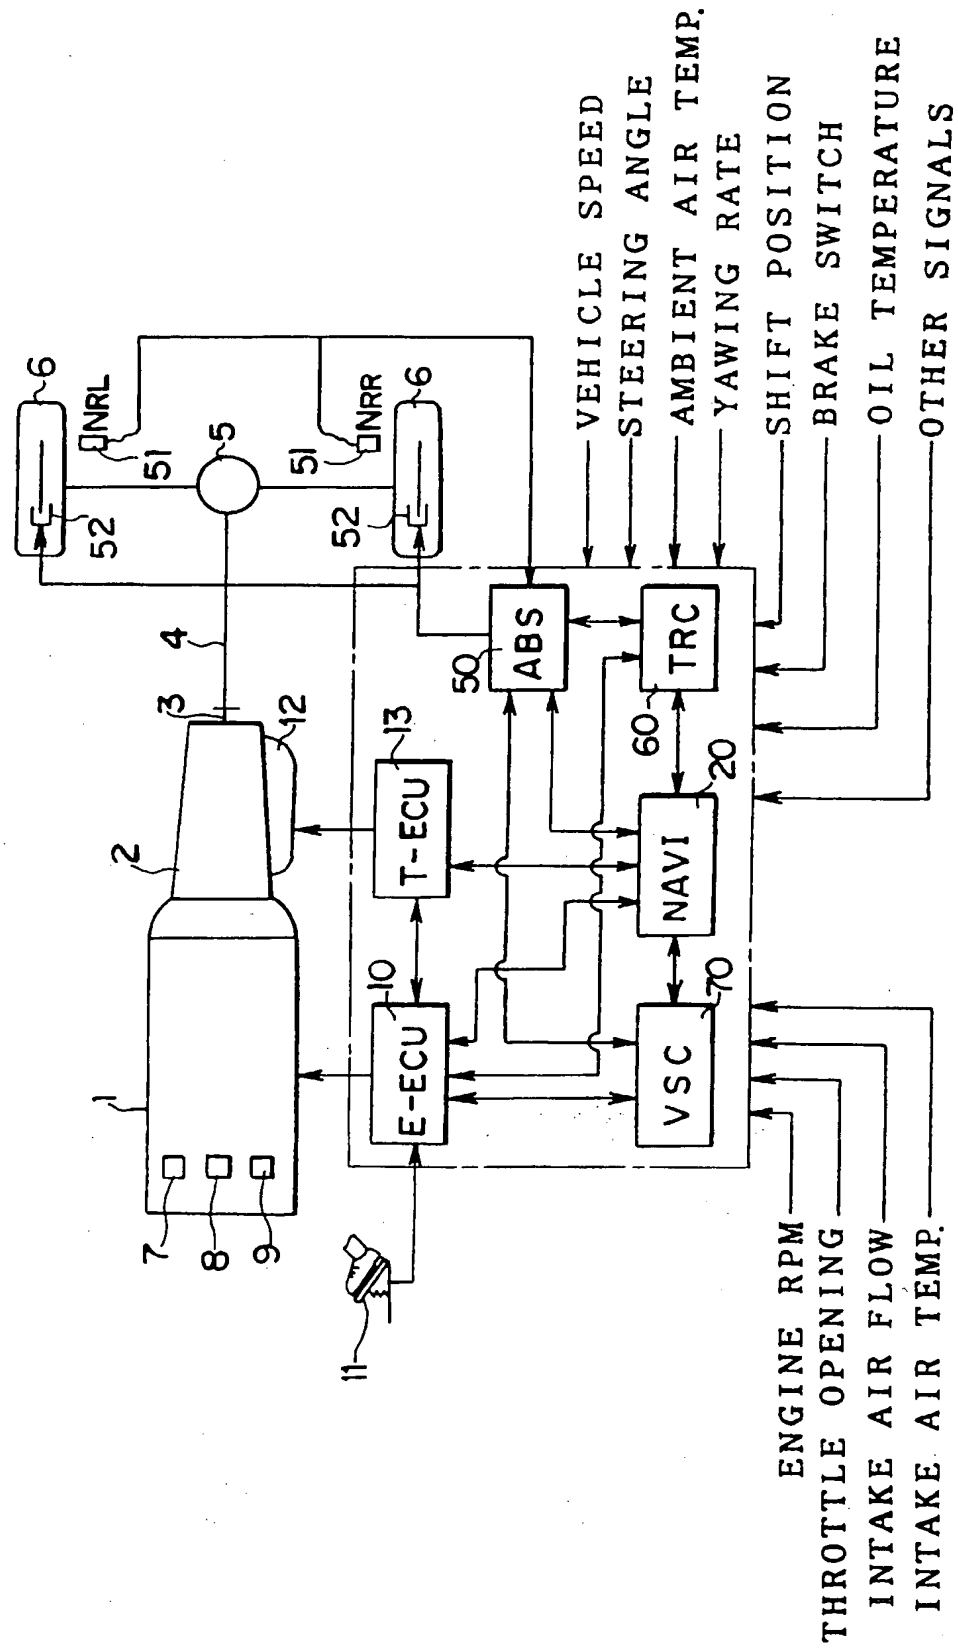 1
2
3
4
5
6
6
7
8
9
10
11
12
13
51
NRL
51
NRR
52
52
E-ECU
T-ECU
50
ABS
60
TRC
20
NAVI
70
VSC
VEHICLE SPEED
STEERING ANGLE
AMBIENT AIR TEMP.
YAWING RATE
SHIFT POSITION
BRAKE SWITCH
OIL TEMPERATURE
OTHER SIGNALS
ENGINE RPM
THROTTLE OPENING
INTAKE AIR FLOW
INTAKE AIR TEMP.